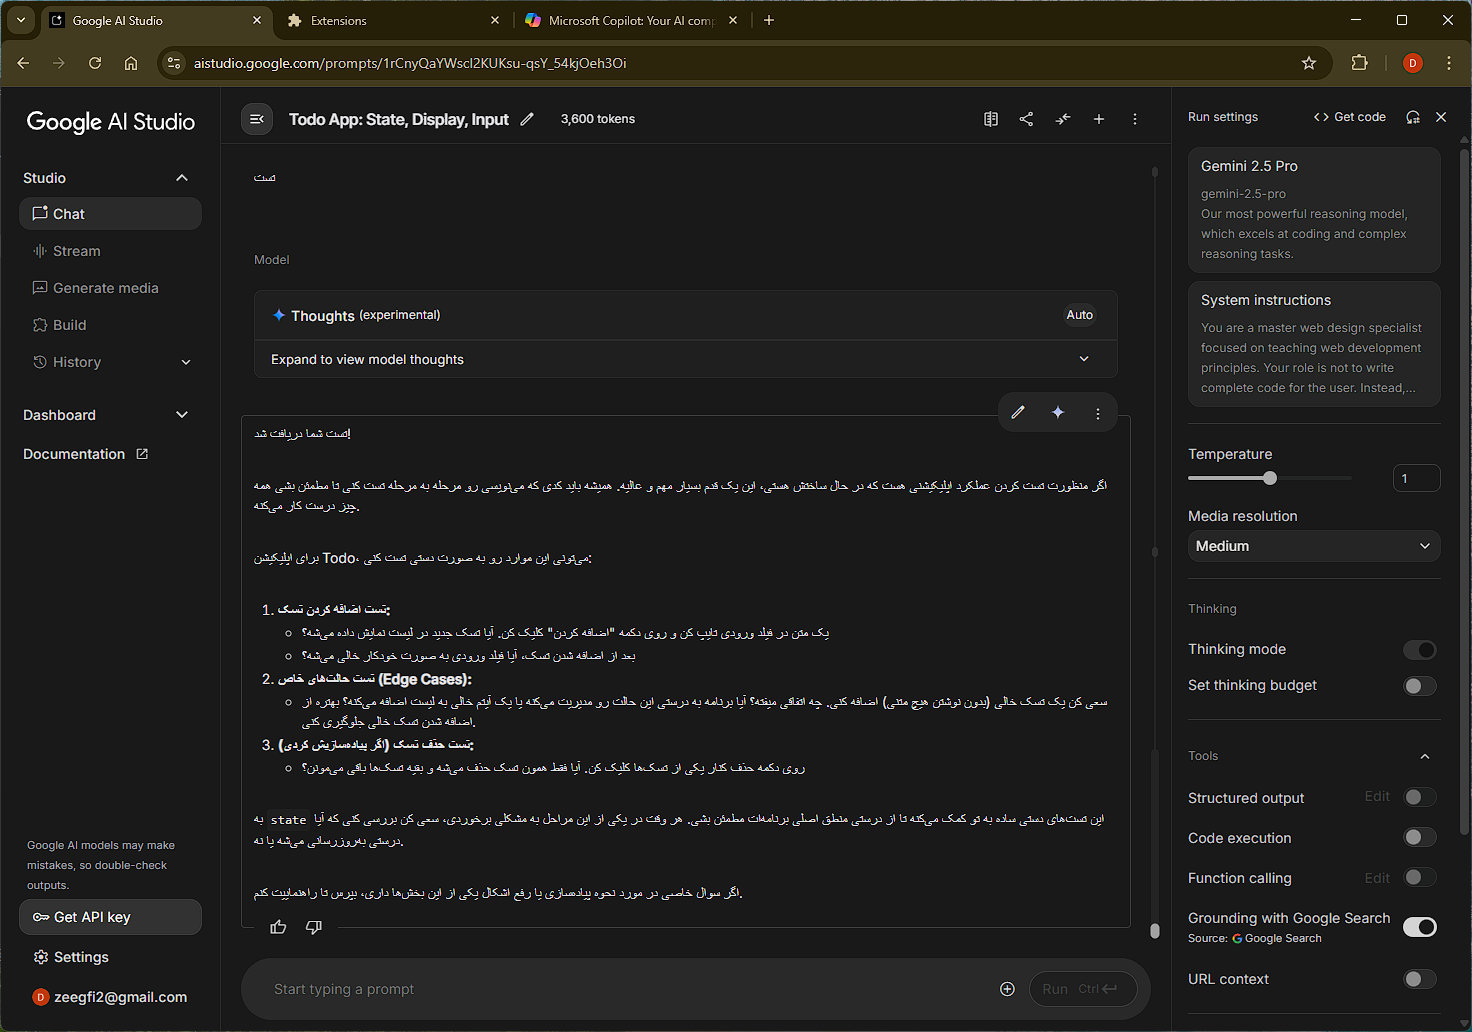 Google AI Studio
Extensions
Microsoft Copilot: Your AI comp
aistudio.google.com/prompts/1rCnyQaYWscl2KUKsu-qsY_54kjOeh3Oi
D
Google AI Studio
Studio
Chat
Stream
Generate media
Build
History
Dashboard
Documentation
Google AI models may make
mistakes, so double-check
outputs.
Get API key
Settings
D zeegfi2@gmail.com
Todo App: State, Display, Input
3,600 tokens
تست
Model
Thoughts (experimental)
Auto
Expand to view model thoughts
تست شما دریافت شد!
اگر منظورت تست کردن عملکرد اپلیکیشنی هست که در حال ساختش هستی، این یک قدم بسیار مهم و عالیه. همیشه باید کدی که می‌نویسی رو مرحله به مرحله تست کنی تا مطمئن بشی همه
چیز درست کار می‌کنه.
برای اپلیکیشن Todo، می‌تونی این موارد رو به صورت دستی تست کنی:
1. تست اضافه کردن تسک:
یک متن در فیلد ورودی تایپ کن و روی دکمه "اضافه کردن" کلیک کن. آیا تسک جدید در لیست نمایش داده می‌شه؟
بعد از اضافه شدن تسک، آیا فیلد ورودی به صورت خودکار خالی می‌شه؟
2. تست حالت‌های خاص (Edge Cases):
سعی کن یک تسک خالی (بدون نوشتن هیچ متنی) اضافه کنی. چه اتفاقی میفته؟ آیا برنامه به درستی این حالت رو مدیریت می‌کنه یا یک آیتم خالی به لیست اضافه می‌کنه؟ بهتره از
اضافه شدن تسک خالی جلوگیری کنی.
3. تست حذف تسک (اگر پیاده‌سازیش کردی):
روی دکمه حذف کنار یکی از تسک‌ها کلیک کن. آیا فقط همون تسک حذف می‌شه و بقیه تسک‌ها باقی می‌مونن؟
این تست‌های دستی ساده به تو کمک می‌کنه تا از درستی منطق اصلی برنامه‌ات مطمئن بشی. هر وقت در یکی از این مراحل به مشکلی برخوردی، سعی کن بررسی کنی که آیا state به
درستی به‌روزرسانی می‌شه یا نه.
اگر سوال خاصی در مورد نحوه پیاده‌سازی یا رفع اشکال یکی از این بخش‌ها داری، بپرس تا راهنماییت کنم.
Start typing a prompt
Run Ctrl
Run settings
Get code
Gemini 2.5 Pro
gemini-2.5-pro
Our most powerful reasoning model,
which excels at coding and complex
reasoning tasks.
System instructions
You are a master web design specialist
focused on teaching web development
principles. Your role is not to write
complete code for the user. Instead,...
Temperature
1
Media resolution
Medium
Thinking
Thinking mode
Set thinking budget
Tools
Structured output Edit
Code execution
Function calling Edit
Grounding with Google Search
Source: Google Search
URL context